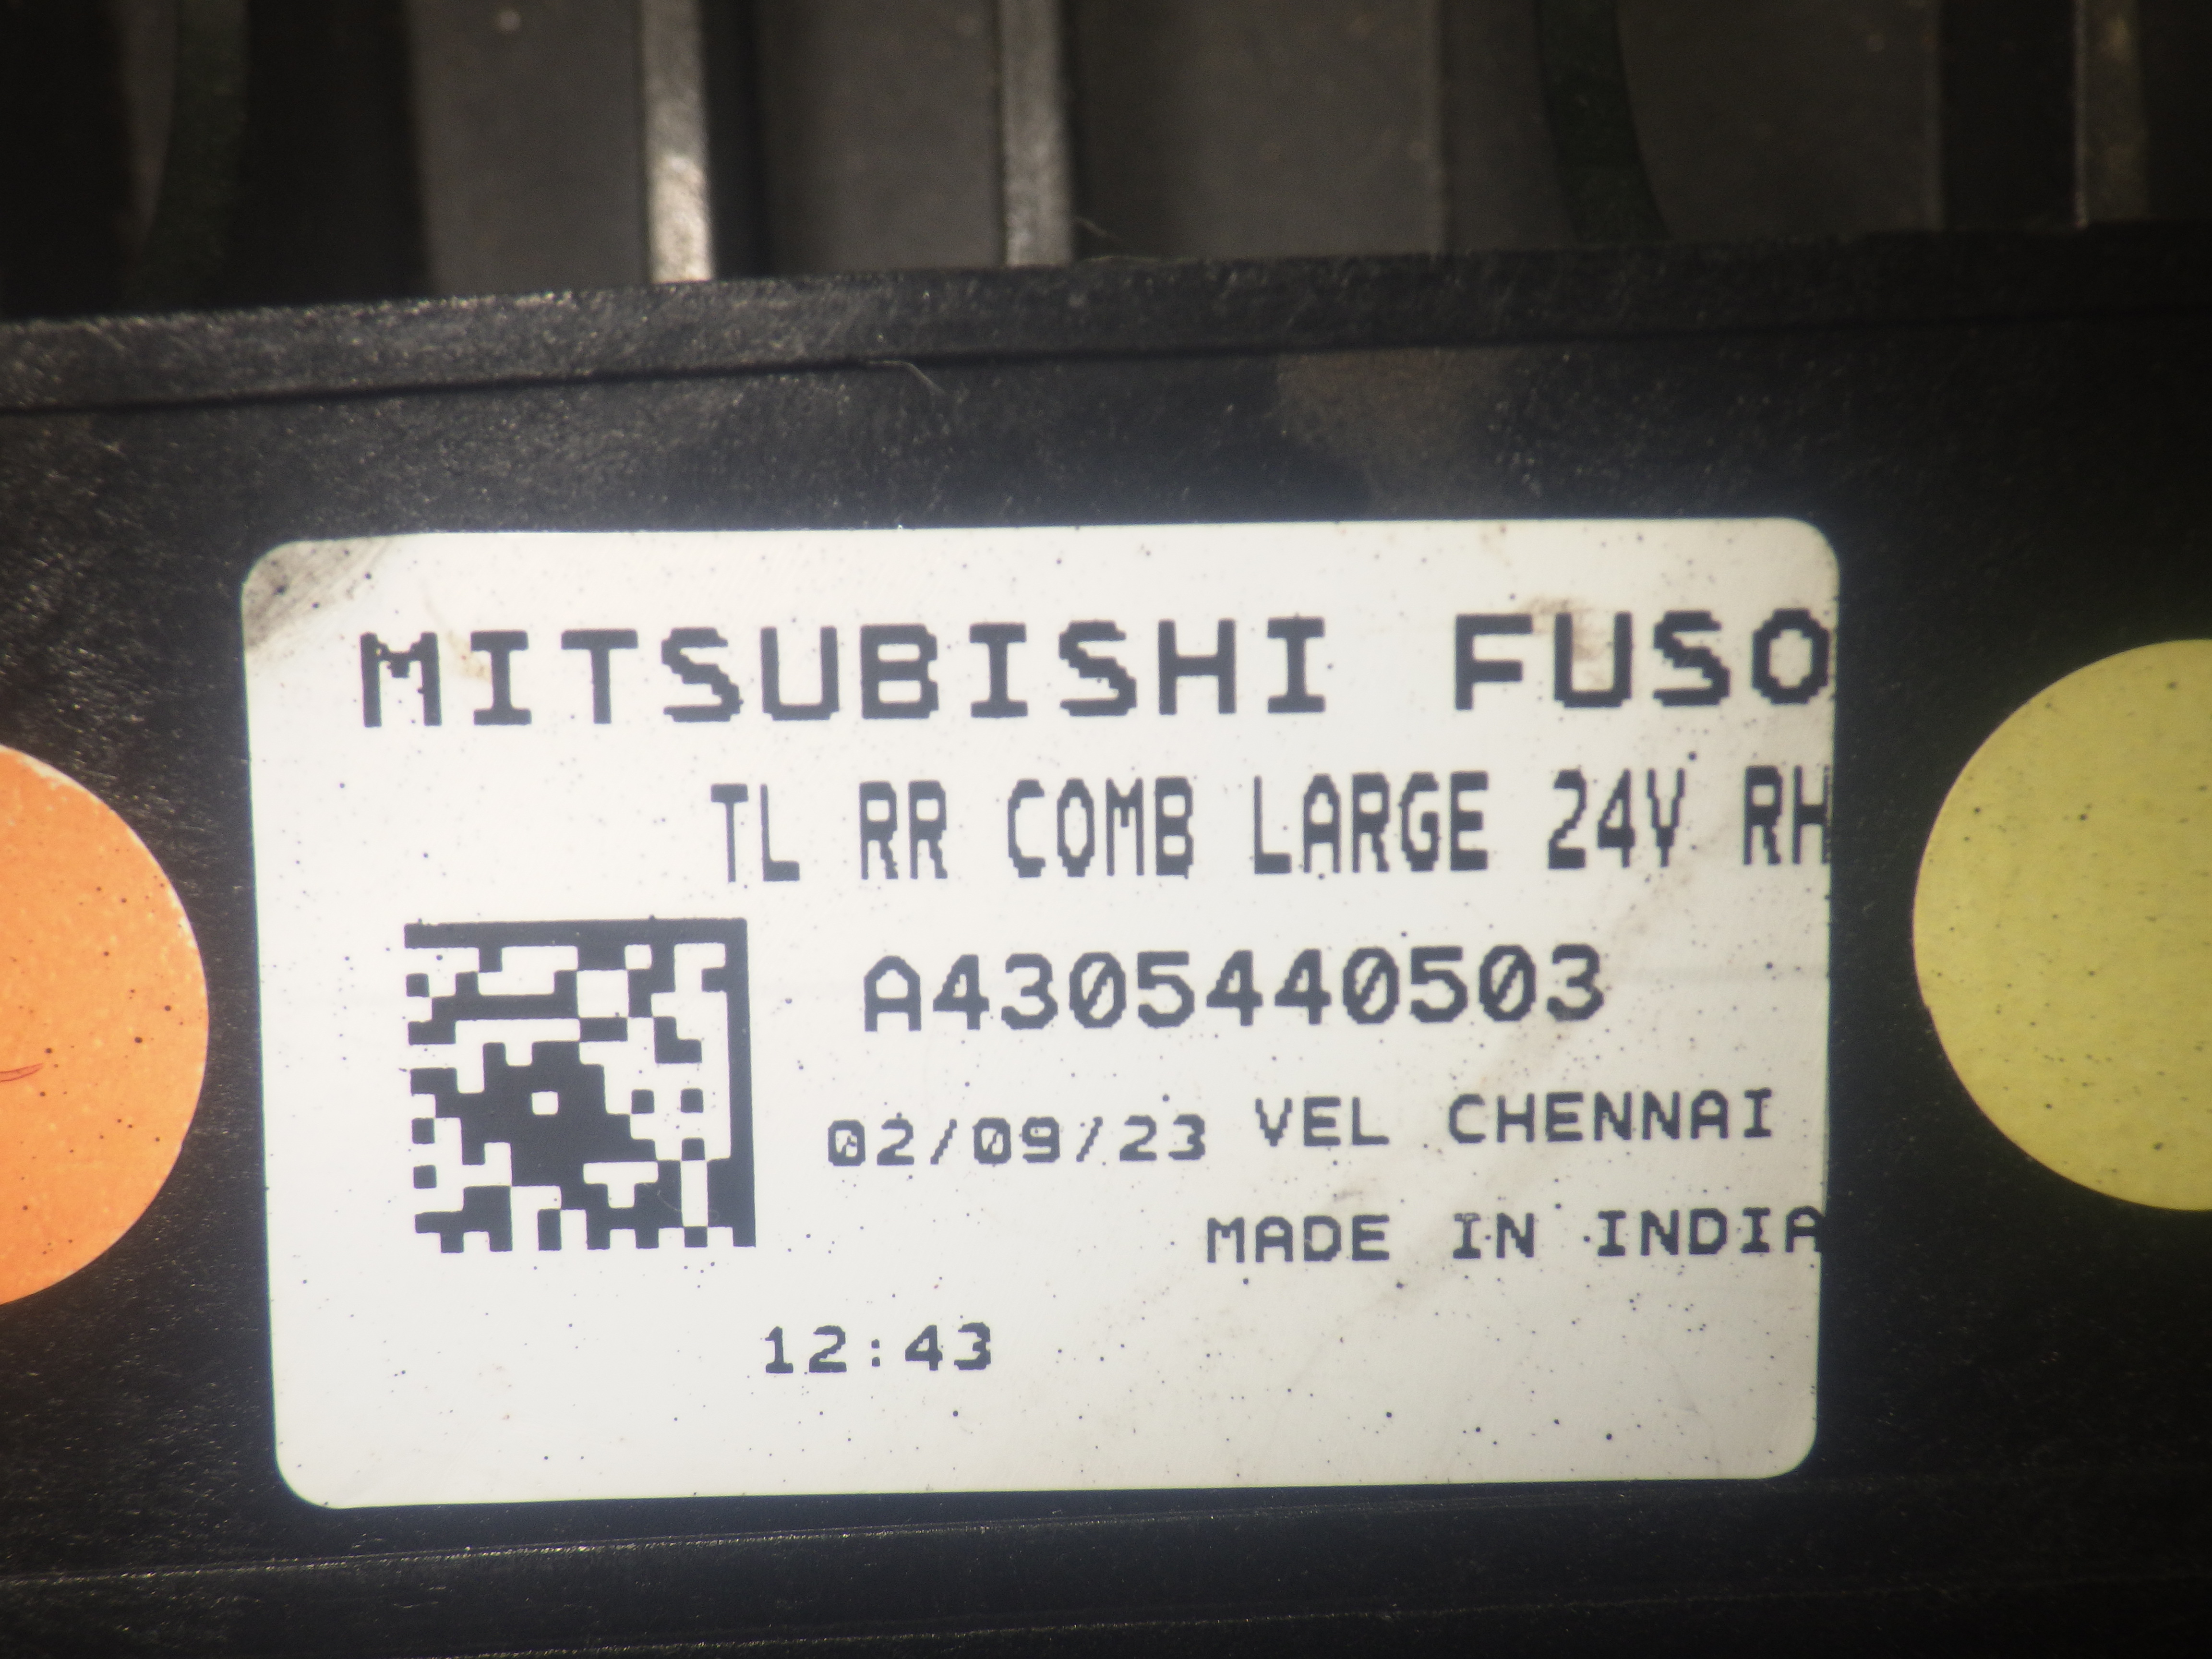 MITSUBISHI FUSO
TL RR COMB LARGE 24V RH
A4305440503
02/09/23 VEL CHENNAI
MADE IN INDIA
12:43